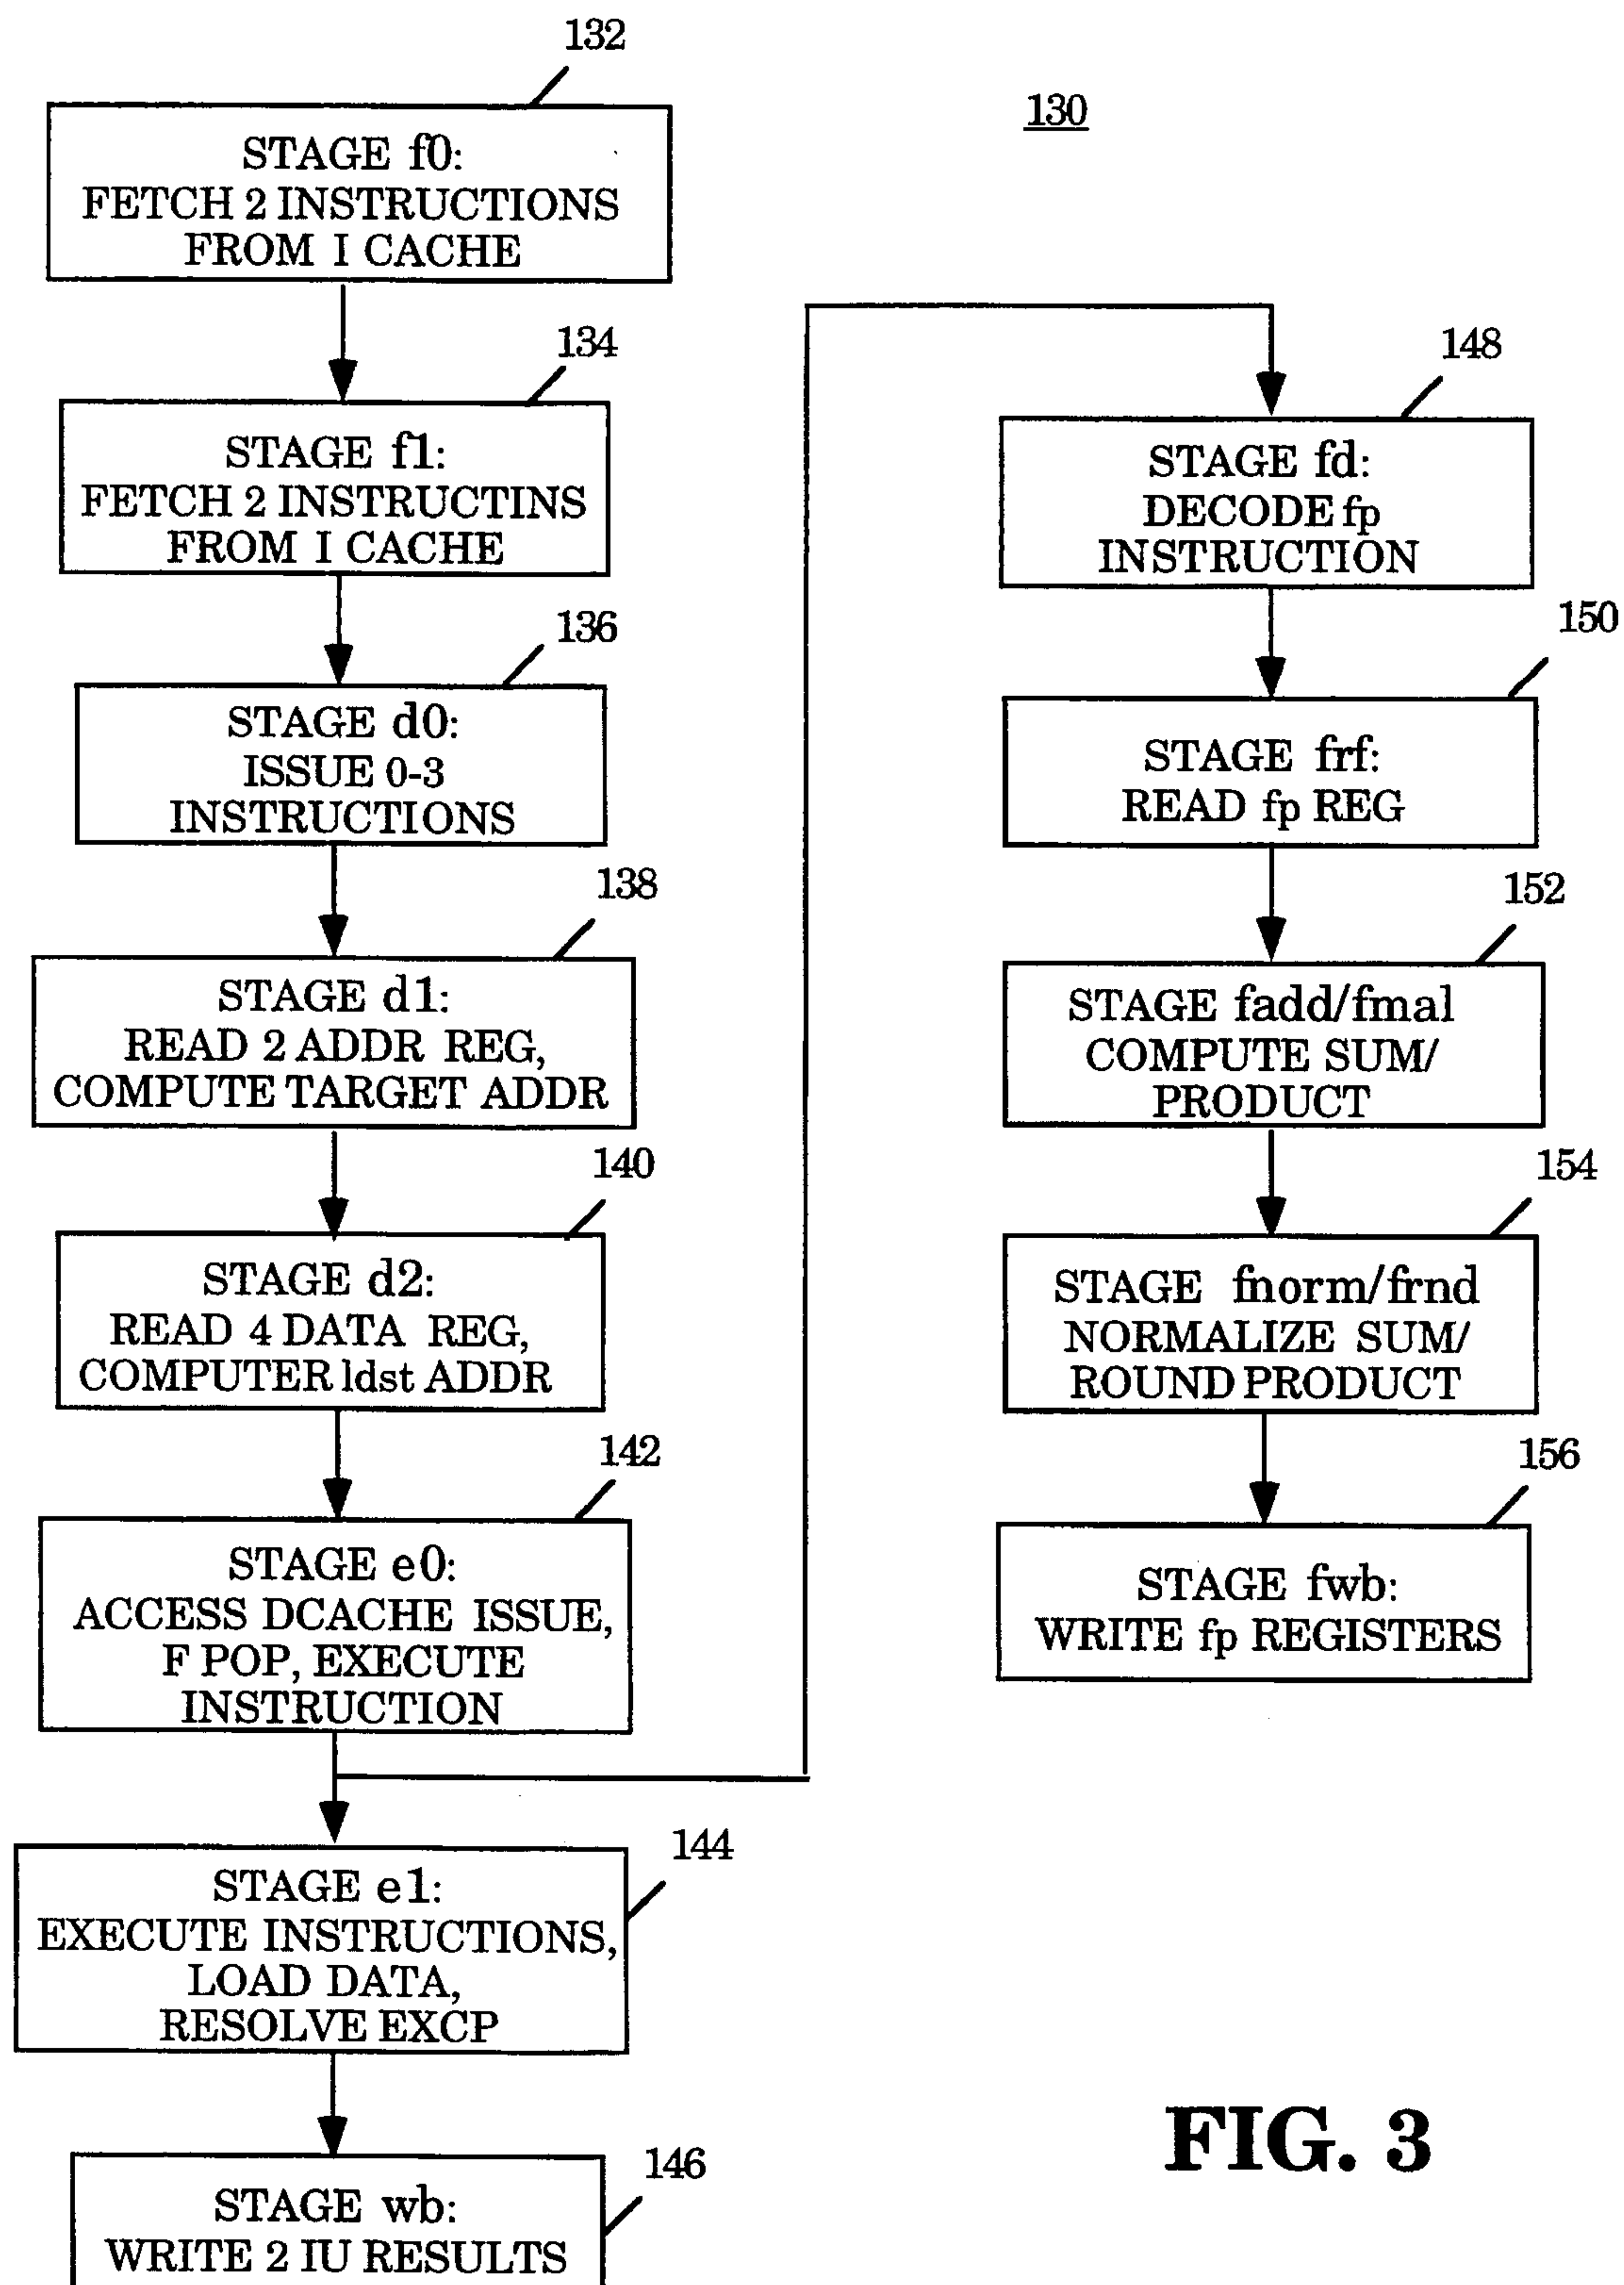 132
STAGE f0:
FETCH 2 INSTRUCTIONS
FROM I CACHE
134
STAGE f1:
FETCH 2 INSTRUCTINS
FROM I CACHE
136
STAGE d0:
ISSUE 0-3
INSTRUCTIONS
138
STAGE d1:
READ 2 ADDR REG,
COMPUTE TARGET ADDR
140
STAGE d2:
READ 4 DATA REG,
COMPUTER ldst ADDR
142
STAGE e0:
ACCESS DCACHE ISSUE,
F POP, EXECUTE
INSTRUCTION
144
STAGE e1:
EXECUTE INSTRUCTIONS,
LOAD DATA,
RESOLVE EXCP
146
STAGE wb:
WRITE 2 IU RESULTS
130
148
STAGE fd:
DECODE fp
INSTRUCTION
150
STAGE frf:
READ fp REG
152
STAGE fadd/fmal
COMPUTE SUM/
PRODUCT
154
STAGE fnorm/frnd
NORMALIZE SUM/
ROUND PRODUCT
156
STAGE fwb:
WRITE fp REGISTERS
FIG. 3